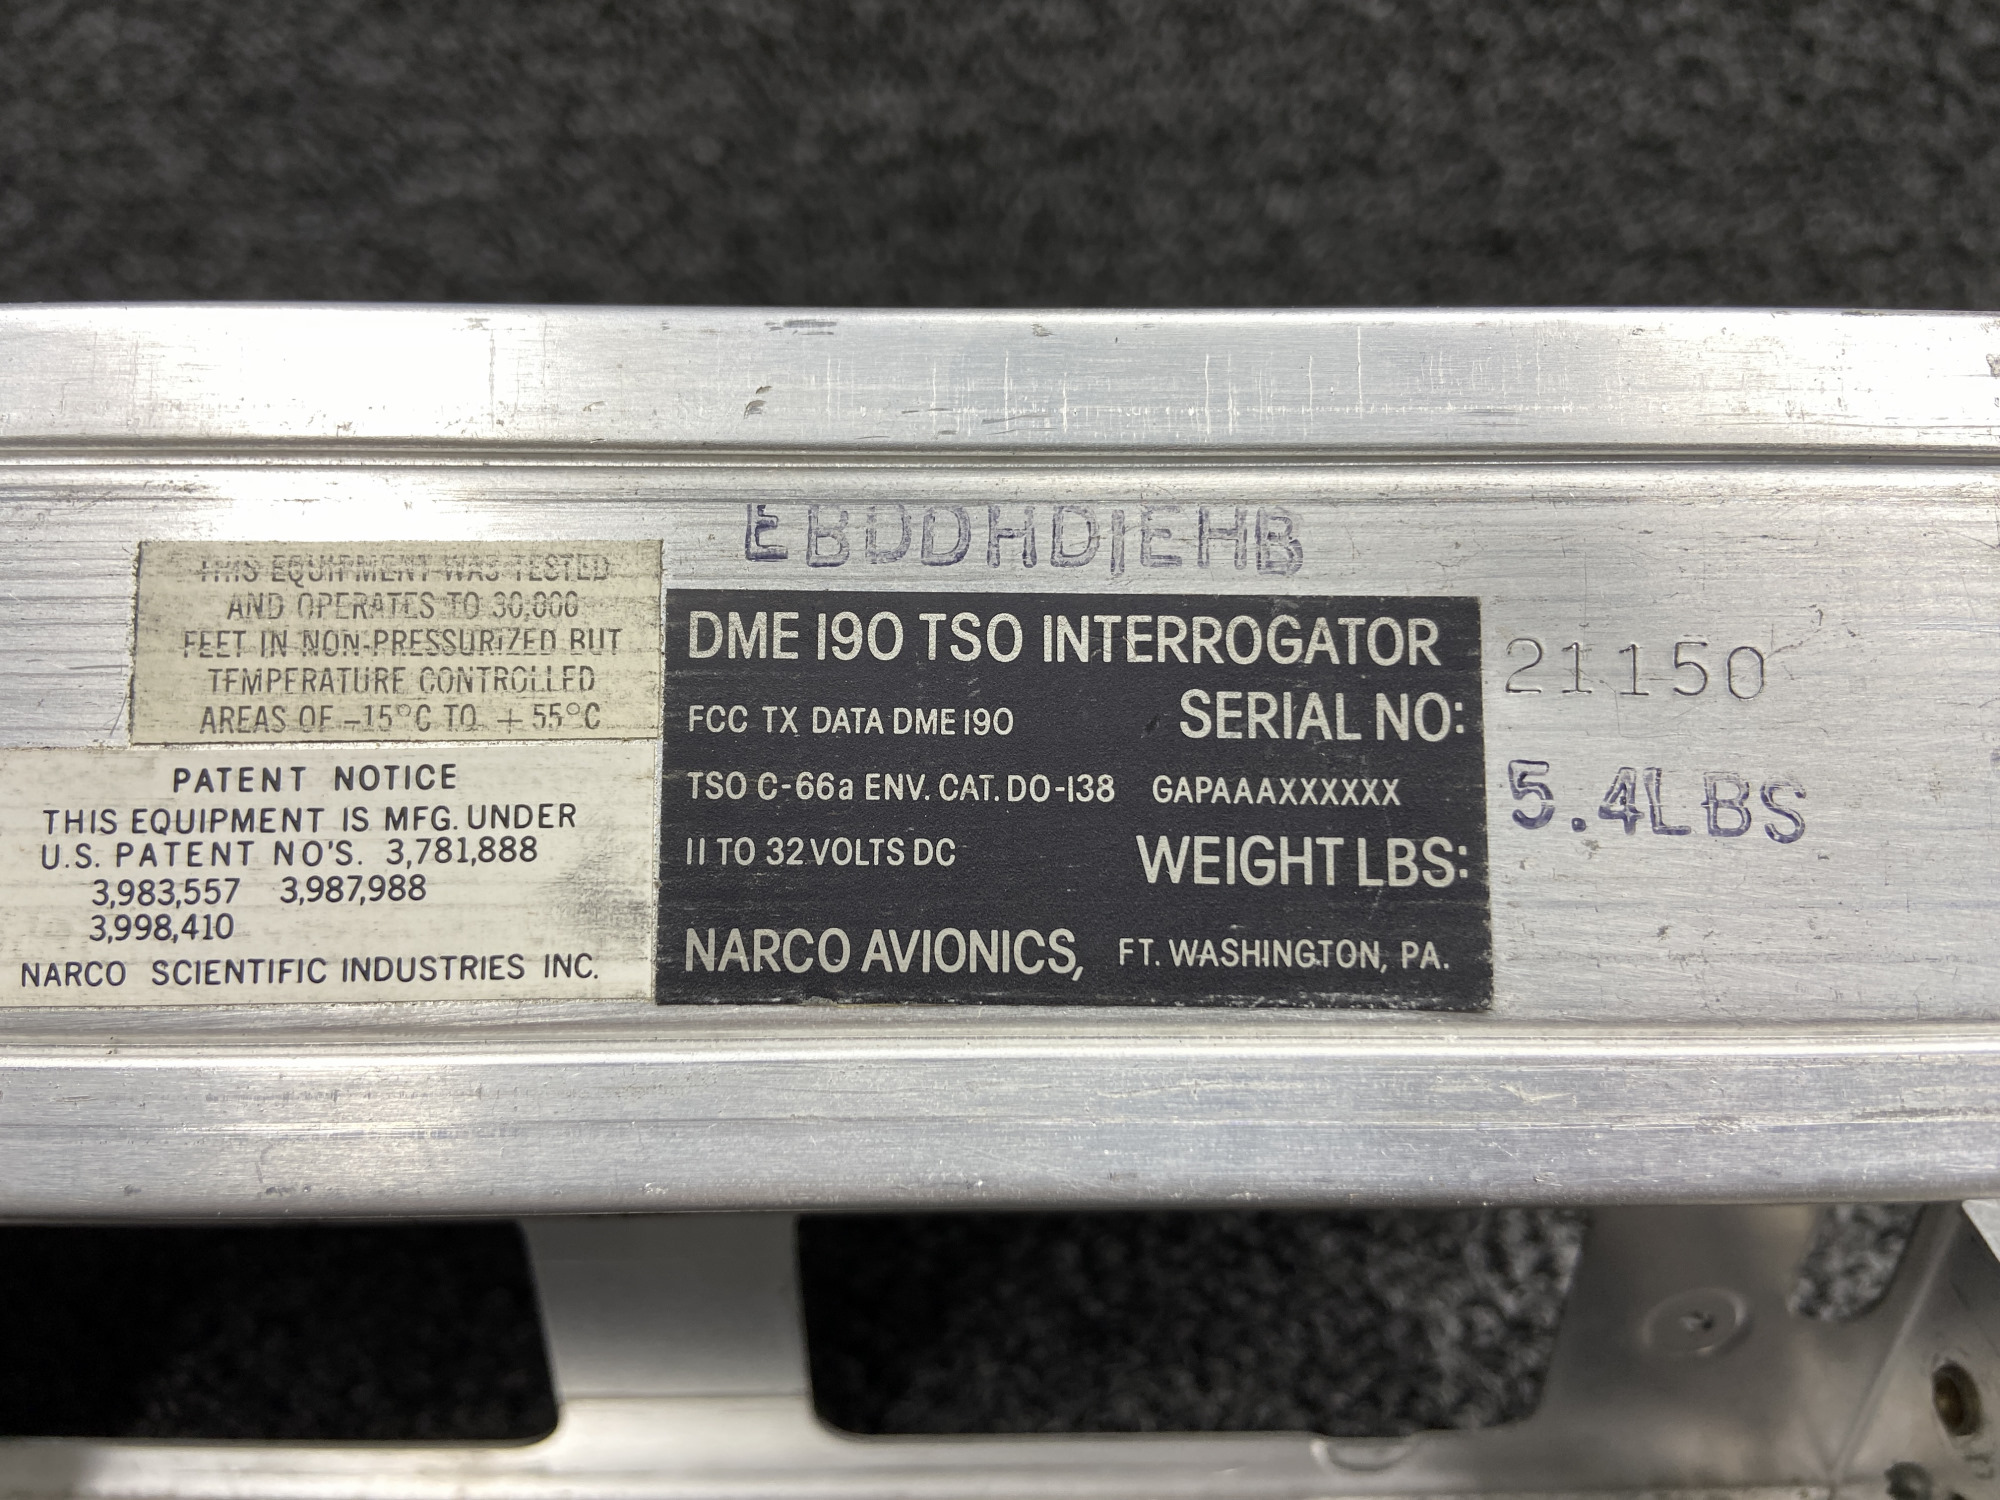 EBDDHDIEHB
THIS EQUIPMENT WAS TESTED
AND OPERATES TO 30,000
FEET IN NON-PRESSURIZED BUT
TEMPERATURE CONTROLLED
AREAS OF -15°C TO +55°C
PATENT NOTICE
THIS EQUIPMENT IS MFG. UNDER
U.S. PATENT NO'S. 3,781,888
3,983,557 3,987,988
3,998,410
NARCO SCIENTIFIC INDUSTRIES INC.
DME 190 TSO INTERROGATOR
FCC TX DATA DME 190 SERIAL NO: 21150
TSO C-66a ENV. CAT. DO-138 GAPAAAXXXXXX
11 TO 32 VOLTS DC WEIGHT LBS: 5.4LBS
NARCO AVIONICS, FT. WASHINGTON, PA.